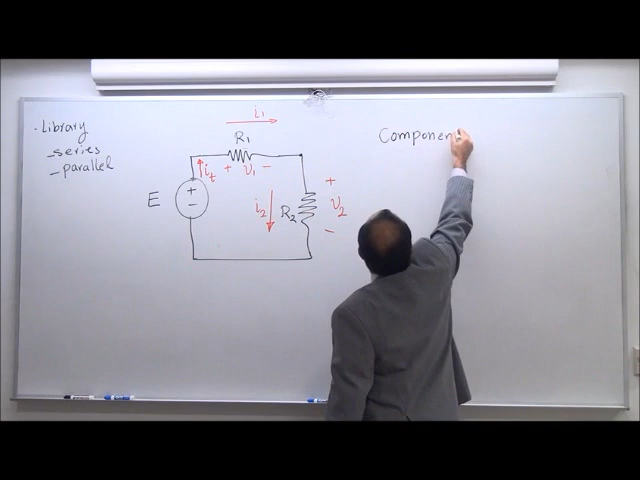 . Library
- series
- parallel
i1
R1
+ v1 -
it
E
+
-
i2
R2
+
v2
-
Componen